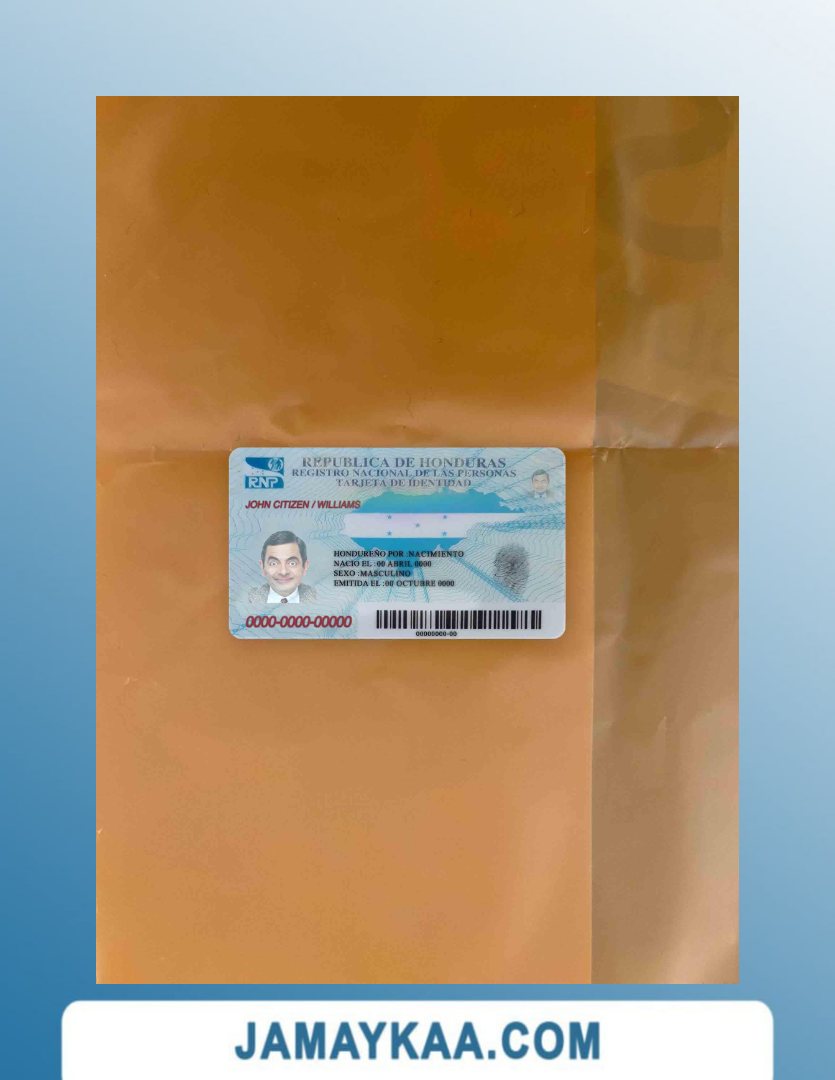 REPUBLICA DE HONDURAS
REGISTRO NACIONAL DE LAS PERSONAS
TARJETA DE IDENTIDAD
RNP
JOHN CITIZEN / WILLIAMS
HONDUREÑO POR :NACIMIENTO
NACIO EL :00 ABRIL 0000
SEXO :MASCULINO
EMITIDA EL :00 OCTUBRE 0000
0000-0000-00000
00000000-00
JAMAYKAA.COM